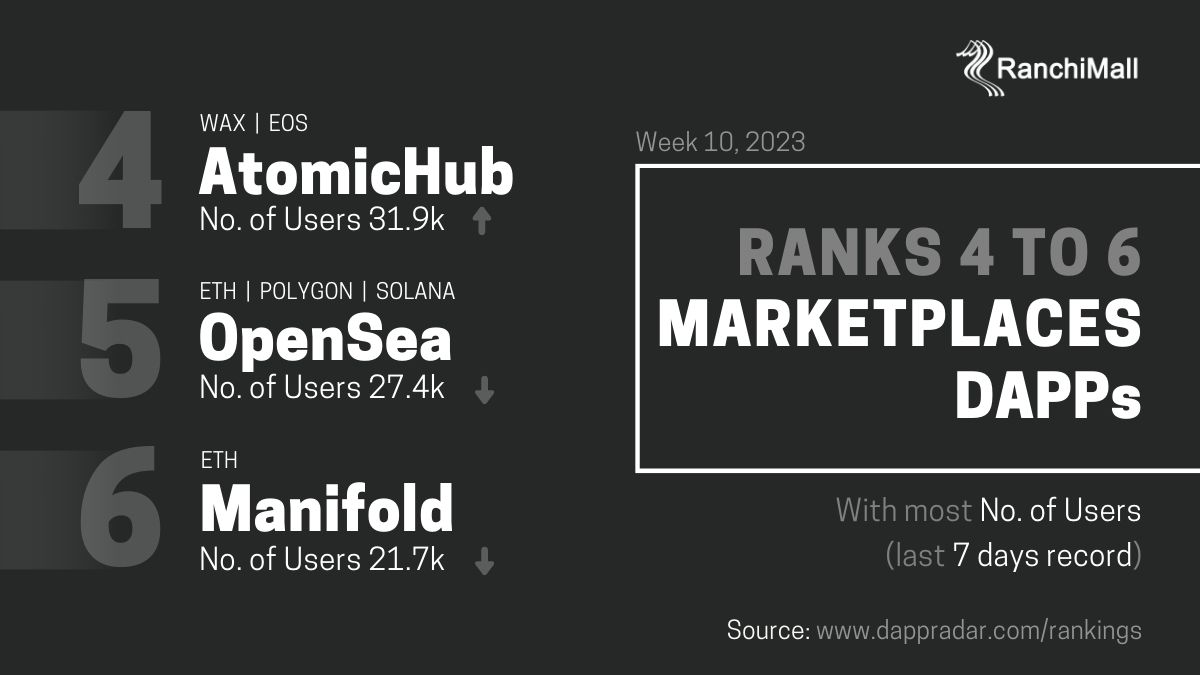 RanchiMall
4
WAX | EOS
AtomicHub
No. of Users 31.9k
5
ETH | POLYGON | SOLANA
OpenSea
No. of Users 27.4k
6
ETH
Manifold
No. of Users 21.7k
Week 10, 2023
RANKS 4 TO 6
MARKETPLACES
DAPPs
With most No. of Users
(last 7 days record)
Source: www.dappradar.com/rankings